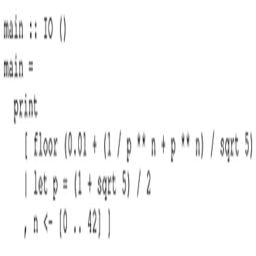 main :: IO ()
main =
  print
    [ floor (0.01 + (1 / p ** n + p ** n) / sqrt 5)
    | let p = (1 + sqrt 5) / 2
    , n <- [0 .. 42] ]